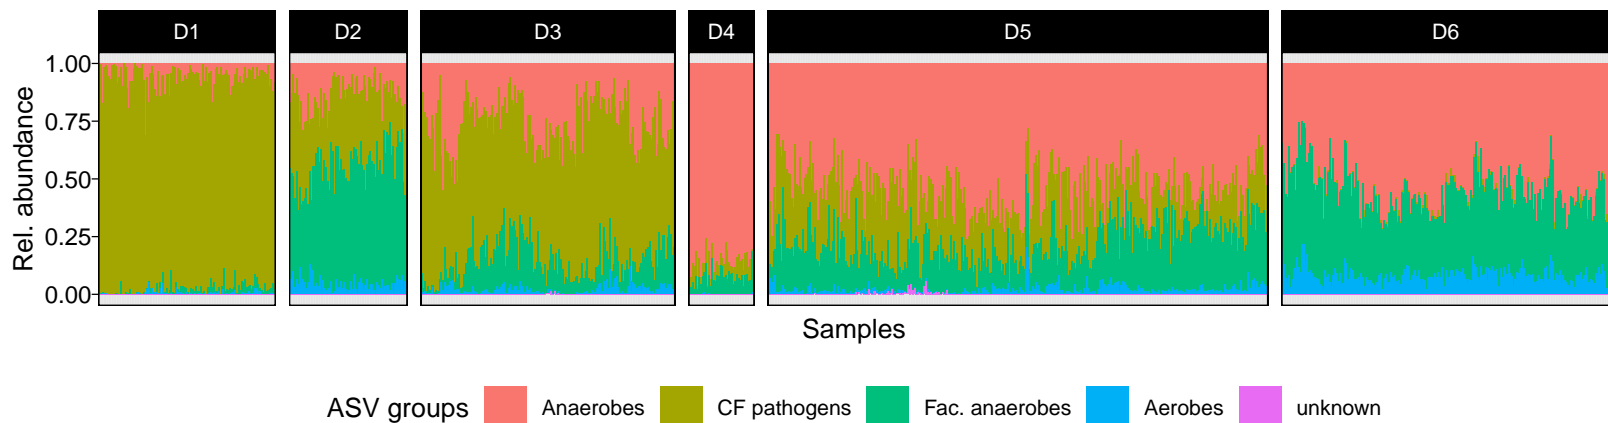 D1 D2 D3 D4 D5 D6
Rel. abundance
1.00
0.75
0.50
0.25
0.00
Samples
ASV groups Anaerobes CF pathogens Fac. anaerobes Aerobes unknown